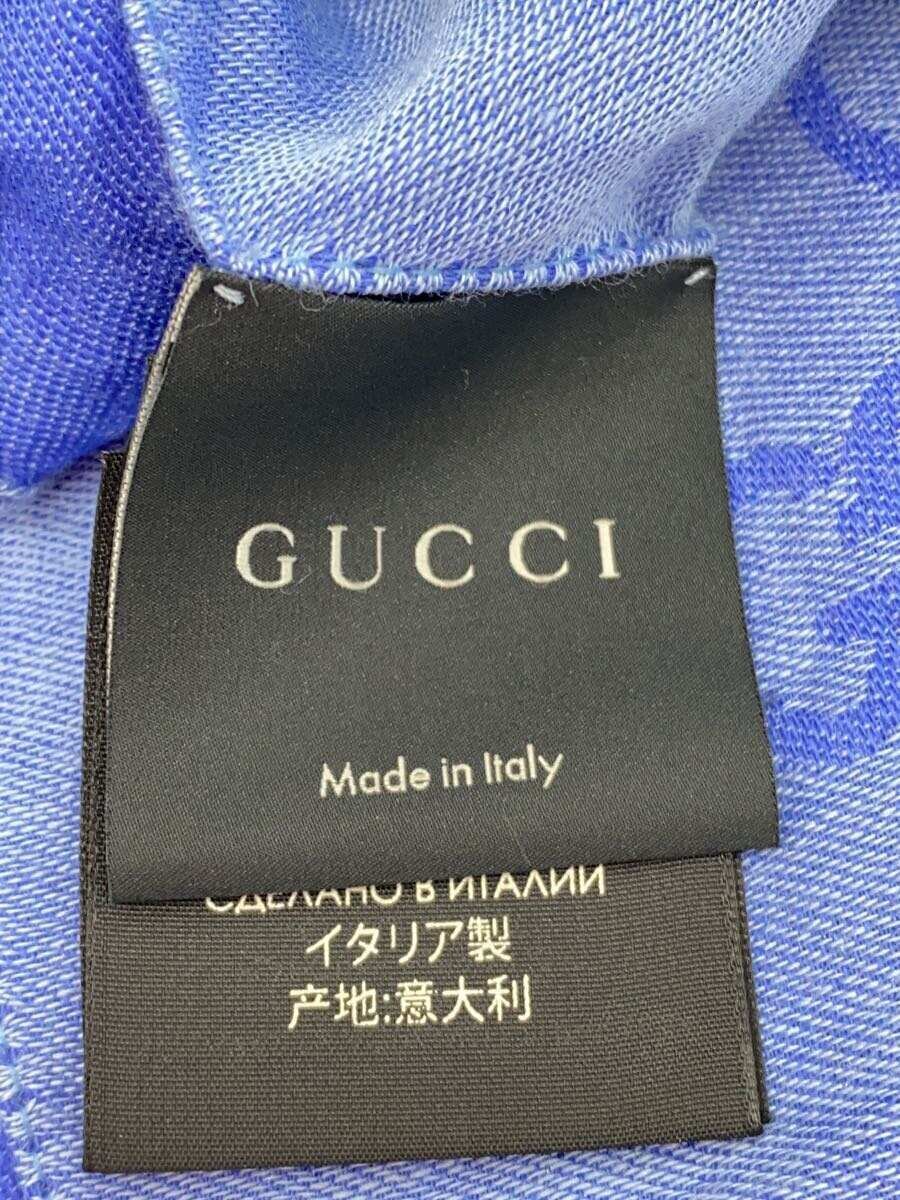 GUCCI
Made in Italy
СДЕЛАНО В ИТАЛИИ
イタリア製
产地:意大利